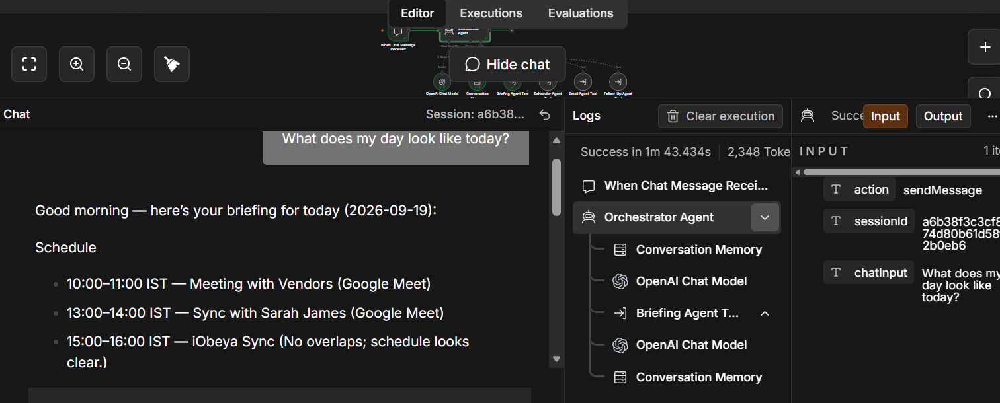 Editor
Executions
Evaluations
When Chat Message
Received
Agent
Hide chat
Model
Tool
Tool
OpenAI Chat Model
Conversation
Briefing Agent Tool
Scheduler Agent
Email Agent Tool
Follow-Up Agent
Chat
Session: a6b38...
What does my day look like today?
Good morning — here's your briefing for today (2026-09-19):
Schedule
10:00–11:00 IST — Meeting with Vendors (Google Meet)
13:00–14:00 IST — Sync with Sarah James (Google Meet)
15:00–16:00 IST — iObeya Sync (No overlaps; schedule looks
clear.)
Logs
Clear execution
Success in 1m 43.434s
2,348 Toke
When Chat Message Recei...
Orchestrator Agent
Conversation Memory
OpenAI Chat Model
Briefing Agent T...
OpenAI Chat Model
Conversation Memory
Succe
Input
Output
...
INPUT
1 it
T action sendMessage
T sessionId a6b38f3c3cf8
74d80b61d58
2b0eb6
T chatInput What does my
day look like
today?